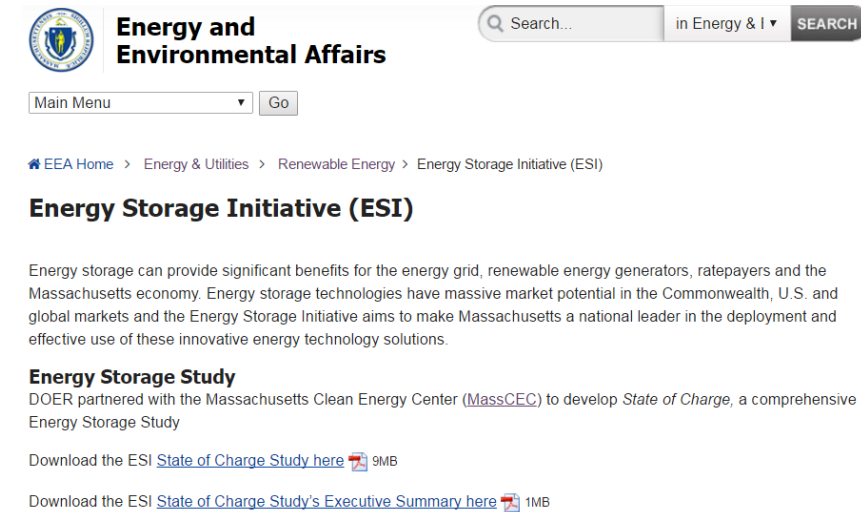 Energy and
Environmental Affairs
Search...
in Energy & I
SEARCH
Main Menu
Go
EEA Home > Energy & Utilities > Renewable Energy > Energy Storage Initiative (ESI)
Energy Storage Initiative (ESI)
Energy storage can provide significant benefits for the energy grid, renewable energy generators, ratepayers and the
Massachusetts economy. Energy storage technologies have massive market potential in the Commonwealth, U.S. and
global markets and the Energy Storage Initiative aims to make Massachusetts a national leader in the deployment and
effective use of these innovative energy technology solutions.
Energy Storage Study
DOER partnered with the Massachusetts Clean Energy Center (MassCEC) to develop State of Charge, a comprehensive
Energy Storage Study
Download the ESI State of Charge Study here 9MB
Download the ESI State of Charge Study's Executive Summary here 1MB